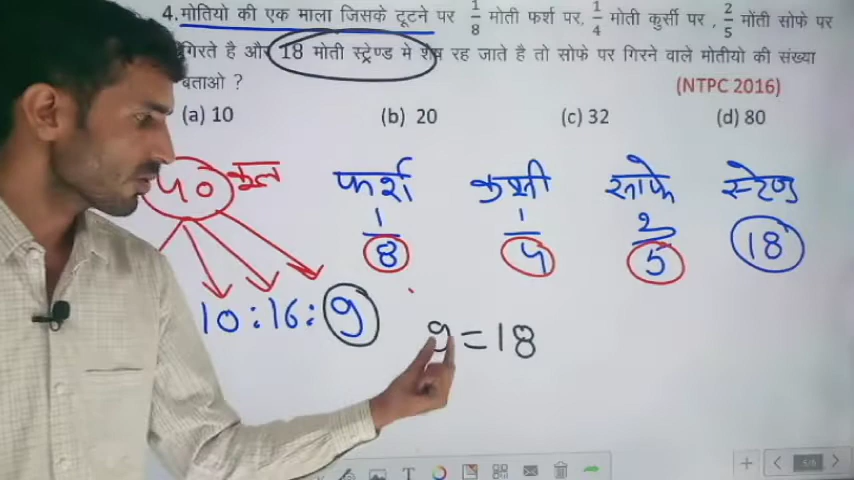 4. मोतियो की एक माला जिसके टूटने पर 1/8 मोती फर्श पर, 1/4 मोती कुर्सी पर , 2/5 मोंती सोफे पर
गिरते है और 18 मोती स्ट्रेण्ड मे शेष रह जाते है तो सोफे पर गिरने वाले मोतीयो की संख्या
बताओ ?
(NTPC 2016)
(a) 10 (b) 20 (c) 32 (d) 80
40 कुल फर्श कुर्सी सोफे
1/8 1/4 2/5 18
10 : 16 : 9
9 = 18
T
5/6